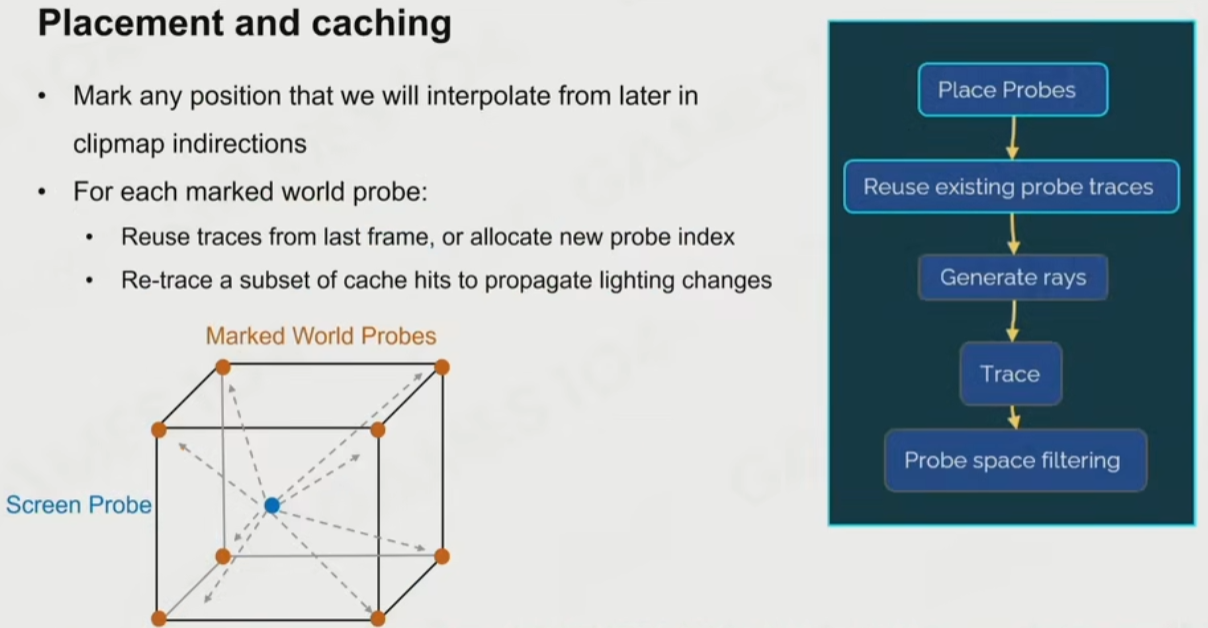 Placement and caching
• Mark any position that we will interpolate from later in
clipmap indirections
• For each marked world probe:
• Reuse traces from last frame, or allocate new probe index
• Re-trace a subset of cache hits to propagate lighting changes
Marked World Probes
Screen Probe
Place Probes
Reuse existing probe traces
Generate rays
Trace
Probe space filtering